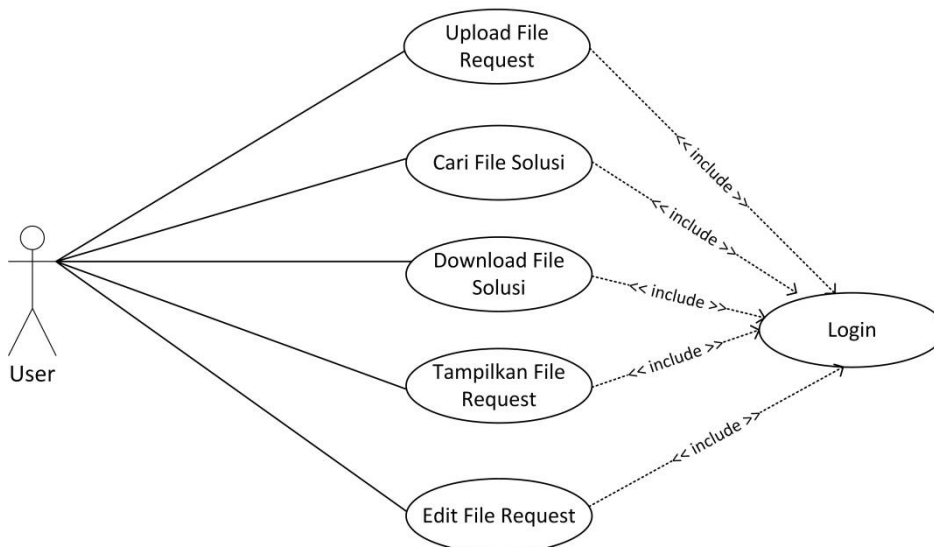 Upload File
Request
<< include >>
Cari File Solusi
<< include >>
Download File
Solusi
<< include >>
Login
User
Tampilkan File
Request
<< include >>
Edit File Request
<< include >>